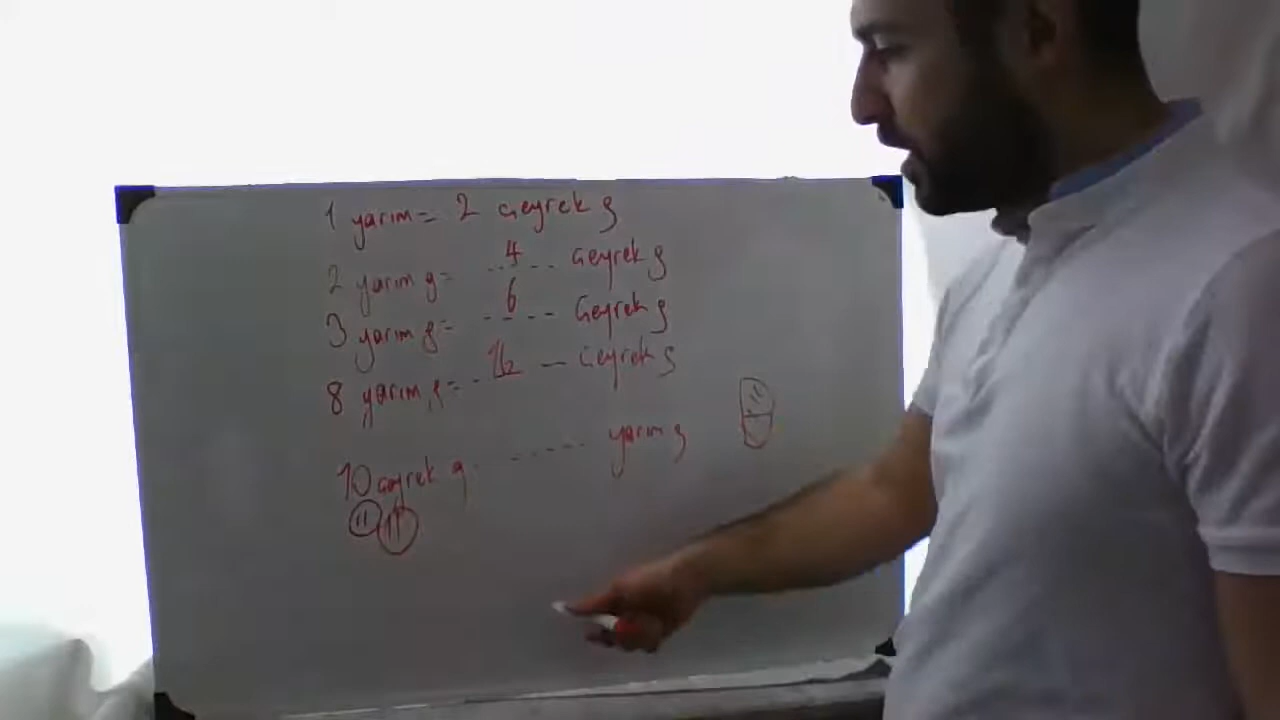 1 yarım = 2 çeyrek g
2 yarım g = ..4... çeyrek g
3 yarım g = --6-- çeyrek g
8 yarım g = - 16 -- çeyrek g
10 çeyrek g ------ yarım g